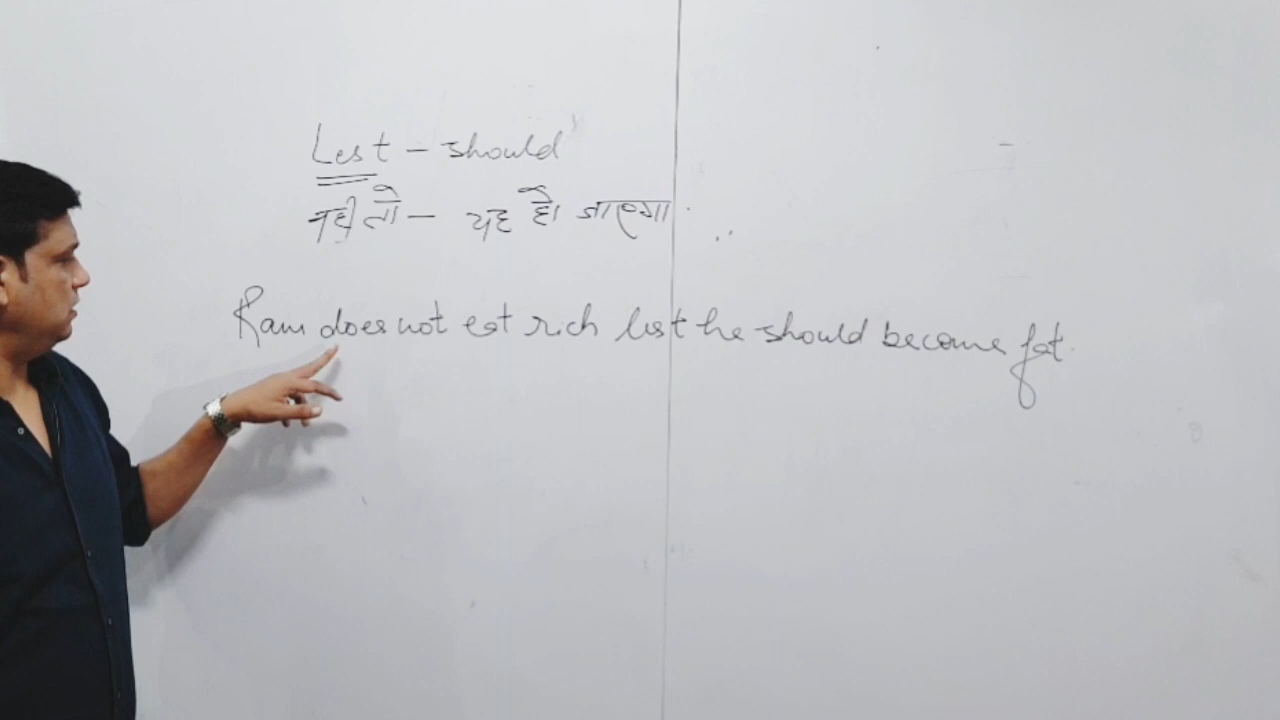 Lest - should
नहीं तो - यह हो जाएगा
Ram does not eat rich lest he should become fat.